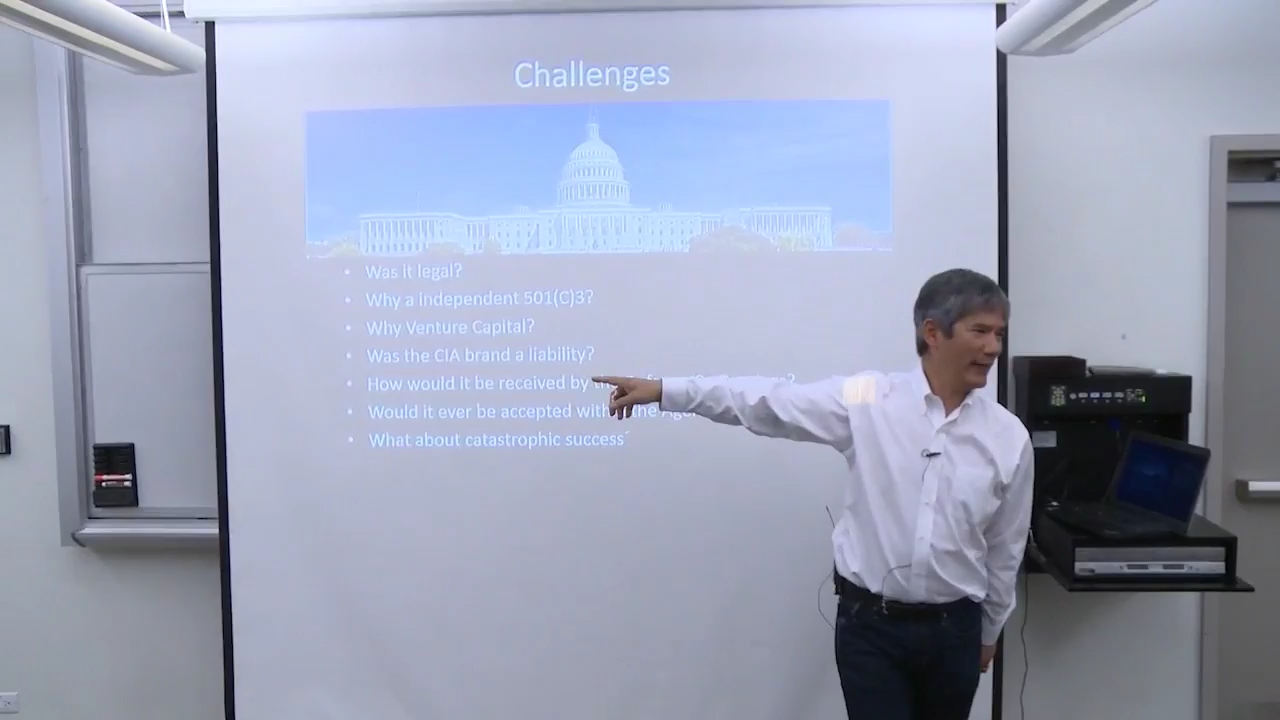 Challenges
• Was it legal?
• Why a independent 501(C)3?
• Why Venture Capital?
• Was the CIA brand a liability?
• How would it be received by
• Would it ever be accepted
• What about catastrophic success